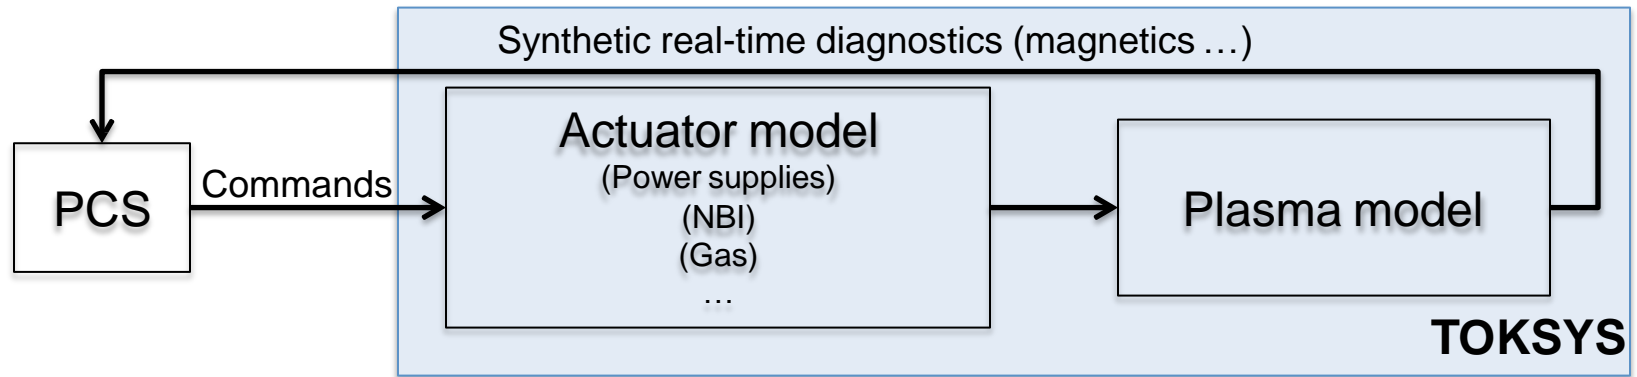 Synthetic real-time diagnostics (magnetics …)
PCS
Commands
Actuator model
(Power supplies)
(NBI)
(Gas)
…
Plasma model
TOKSYS